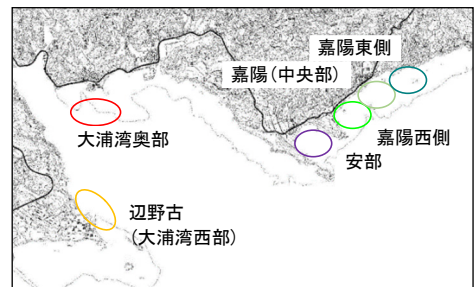 嘉陽東側
嘉陽（中央部）
大浦湾奥部
嘉陽西側
安部
辺野古
（大浦湾西部）